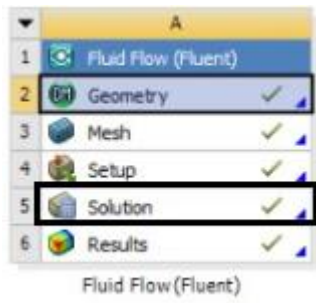 A
1 Fluid Flow (Fluent)
2 Geometry
3 Mesh
4 Setup
5 Solution
6 Results
Fluid Flow (Fluent)